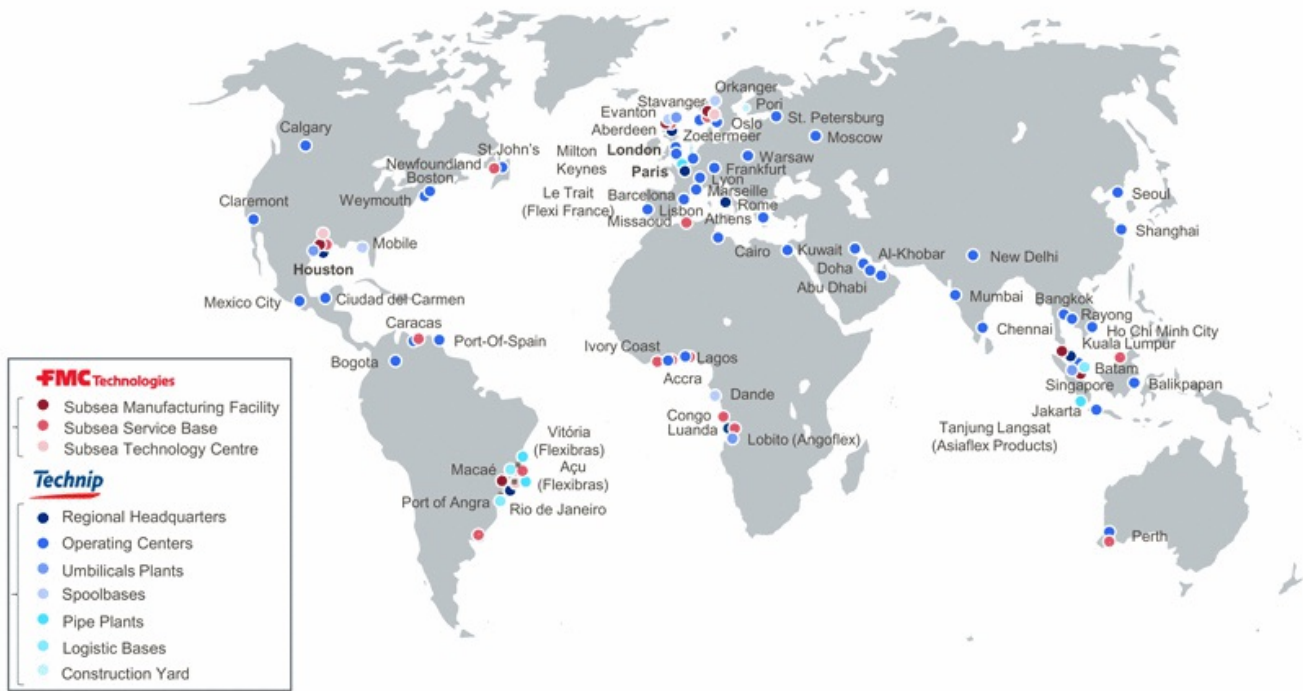 Calgary
Claremont
Newfoundland
St.John's
Boston
Weymouth
Mobile
Houston
Mexico City
Ciudad del Carmen
Caracas
Port-Of-Spain
Bogota
Vitória
(Flexibras)
Macaé
Açu
(Flexibras)
Port of Angra
Rio de Janeiro
Orkanger
Stavanger
Pori
Evanton
Oslo
St. Petersburg
Aberdeen
Zoetermeer
Moscow
London
Milton
Keynes
Warsaw
Paris
Frankfurt
Lyon
Le Trait
(Flexi France)
Barcelona
Marseille
Lisbon
Rome
Missaoud
Athens
Cairo
Kuwait
Al-Khobar
Doha
Abu Dhabi
Ivory Coast
Lagos
Accra
Dande
Congo
Luanda
Lobito (Angoflex)
Seoul
Shanghai
New Delhi
Mumbai
Bangkok
Rayong
Chennai
Ho Chi Minh City
Kuala Lumpur
Batam
Singapore
Balikpapan
Jakarta
Tanjung Langsat
(Asiaflex Products)
Perth
FMC Technologies
Subsea Manufacturing Facility
Subsea Service Base
Subsea Technology Centre
Technip
Regional Headquarters
Operating Centers
Umbilicals Plants
Spoolbases
Pipe Plants
Logistic Bases
Construction Yard